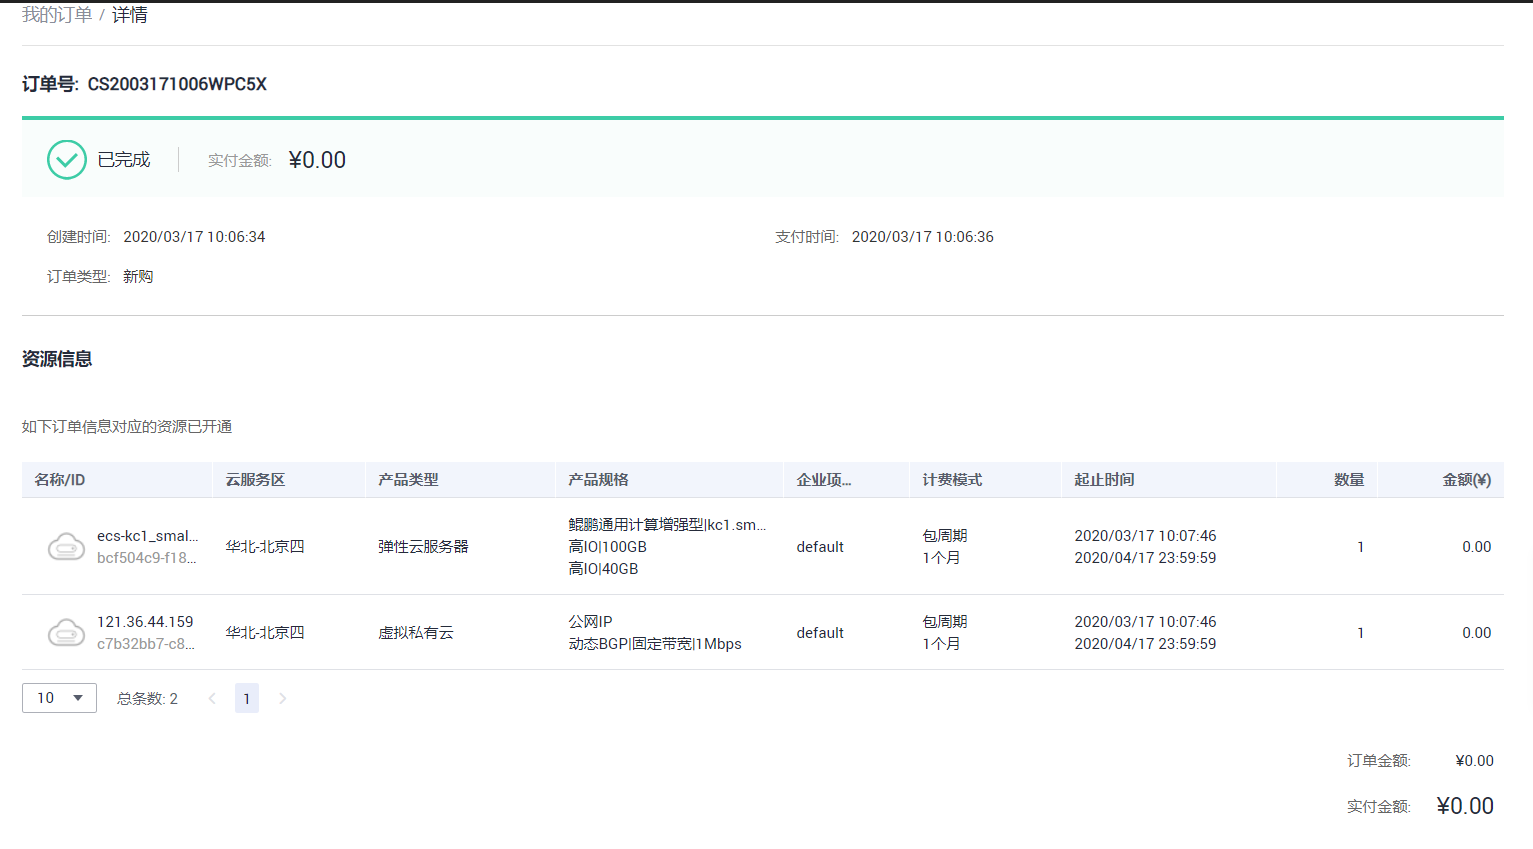 我的订单 / 详情
订单号: CS2003171006WPC5X
已完成 实付金额: ¥0.00
创建时间: 2020/03/17 10:06:34 支付时间: 2020/03/17 10:06:36
订单类型: 新购
资源信息
如下订单信息对应的资源已开通
名称/ID 云服务区 产品类型 产品规格 企业项... 计费模式 起止时间 数量 金额(¥)
ecs-kc1_smal...
bcf504c9-f18...
华北-北京四
弹性云服务器
鲲鹏通用计算增强型|kc1.sm...
高IO|100GB
高IO|40GB
default
包周期
1个月
2020/03/17 10:07:46
2020/04/17 23:59:59
1
0.00
121.36.44.159
c7b32bb7-c8...
华北-北京四
虚拟私有云
公网IP
动态BGP|固定带宽|1Mbps
default
包周期
1个月
2020/03/17 10:07:46
2020/04/17 23:59:59
1
0.00
10 总条数: 2 < 1 >
订单金额: ¥0.00
实付金额: ¥0.00